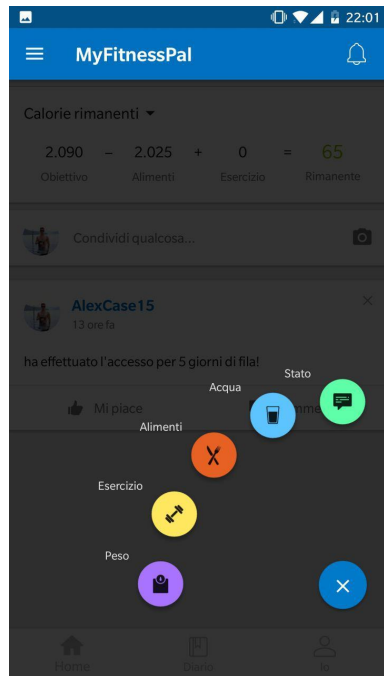 22:01
MyFitnessPal
Calorie rimanenti
2.090 – 2.025 + 0 = 65
Obiettivo Alimenti Esercizio Rimanente
Condividi qualcosa...
AlexCase15
13 ore fa
ha effettuato l'accesso per 5 giorni di fila!
Stato
Acqua
Mi piace
Alimenti
Esercizio
Peso
Home Diario Io